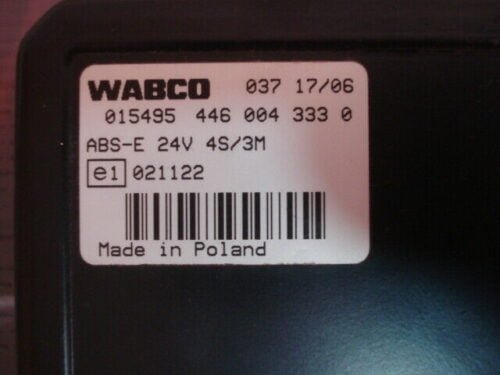 WABCO 037 17/06
015495 446 004 333 0
ABS-E 24V 4S/3M
e1 021122
Made in Poland